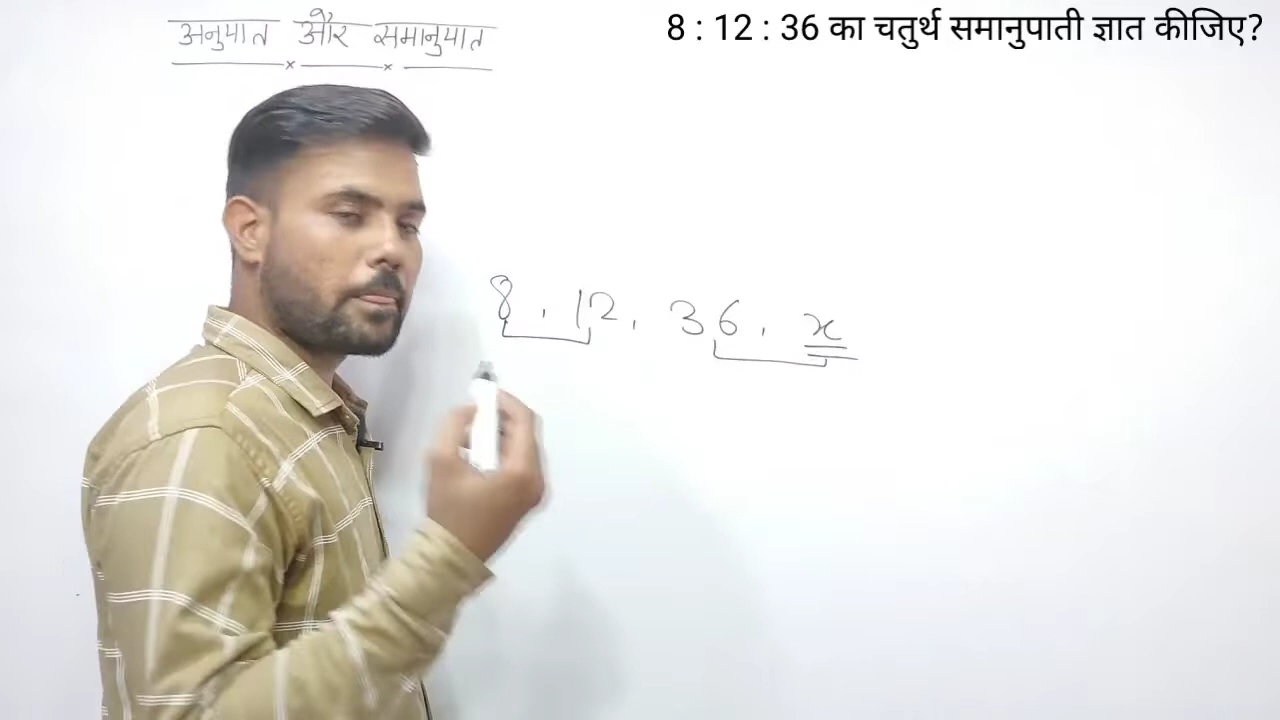 अनुपात और समानुपात
8 : 12 : 36 का चतुर्थ समानुपाती ज्ञात कीजिए?
8 , 12 , 36 , x